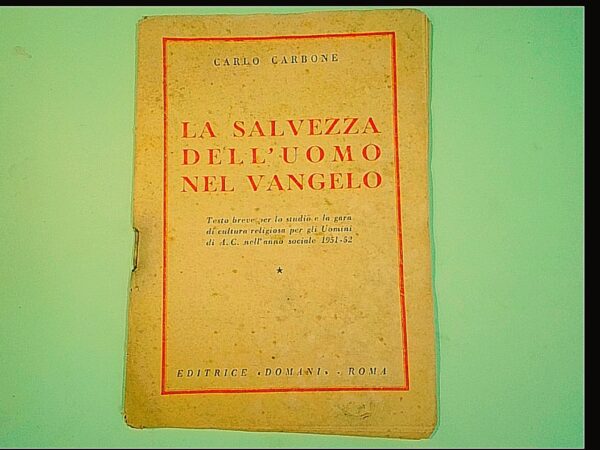 CARLO CARBONE
LA SALVEZZA
DELL'UOMO
NEL VANGELO
Testo breve per lo studio e la gara
di cultura religiosa per gli Uomini
di A.C. nell'anno sociale 1951-52
EDITRICE «DOMANI» - ROMA